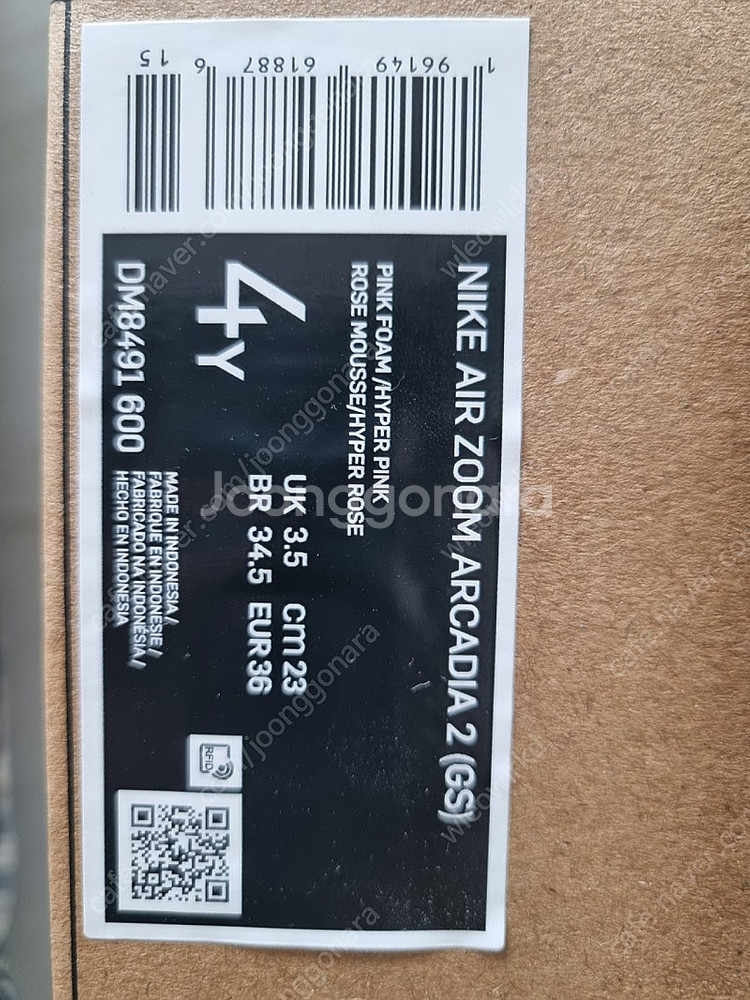 NIKE AIR ZOOM ARCADIA 2 (GS)
PINK FOAM/HYPER PINK
ROSE MOUSSE/HYPER ROSE
4Y
UK 3.5 cm 23
BR 34.5 EUR 36
DM8491 600
MADE IN INDONESIA /
FABRIQUE EN INDONESIE /
FABRICADO NA INDONÉSIA /
HECHO EN INDONESIA
RFID
1 96149 61887 6 15
Joonggonara